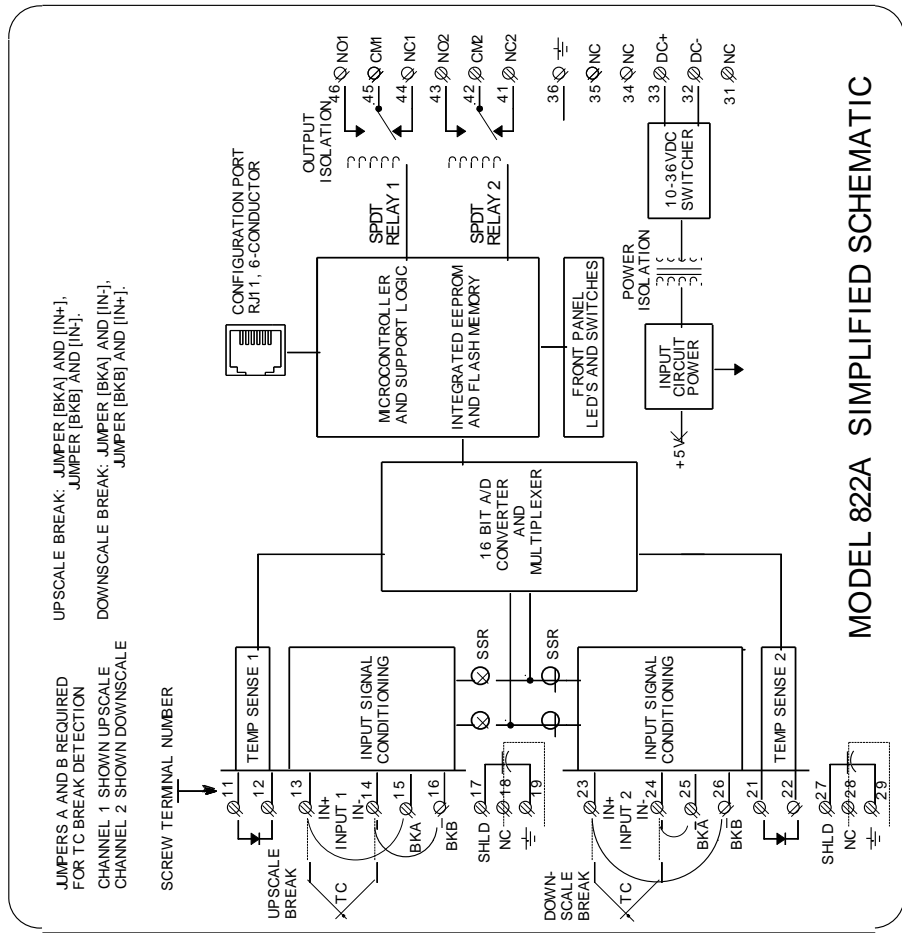 JUMPERS A AND B REQUIRED
FOR TC BREAK DETECTION
CHANNEL 1 SHOWN UPSCALE
CHANNEL 2 SHOWN DOWNSCALE
UPSCALE BREAK: JUMPER [BKA] AND [IN+],
JUMPER [BKB] AND [IN-].
DOWNSCALE BREAK: JUMPER [BKA] AND [IN-],
JUMPER [BKB] AND [IN+].
SCREW TERMINAL NUMBER
CONFIGURATION PORT
RJ11, 6-CONDUCTOR
11
12
TEMP SENSE 1
UPSCALE
BREAK
TC
13
IN+
INPUT 1
14
IN-
15
BKA
16
BKB
INPUT SIGNAL
CONDITIONING
17
SHLD
18
NC
19
SSR
SSR
DOWN-
SCALE
BREAK
TC
23
IN+
INPUT 2
24
IN-
25
BKA
26
BKB
INPUT SIGNAL
CONDITIONING
21
22
TEMP SENSE 2
27
SHLD
28
NC
29
16 BIT A/D
CONVERTER
AND
MULTIPLEXER
MICROCONTROLLER
AND SUPPORT LOGIC
INTEGRATED EEPROM
AND FLASH MEMORY
FRONT PANEL
LED'S AND SWITCHES
SPDT
RELAY 1
SPDT
RELAY 2
OUTPUT
ISOLATION
46 NO1
45 CM1
44 NC1
43 NO2
42 CM2
41 NC2
36
35 NC
34 NC
33 DC+
32 DC-
31 NC
+5V
INPUT
CIRCUIT
POWER
POWER
ISOLATION
10-36VDC
SWITCHER
MODEL 822A SIMPLIFIED SCHEMATIC